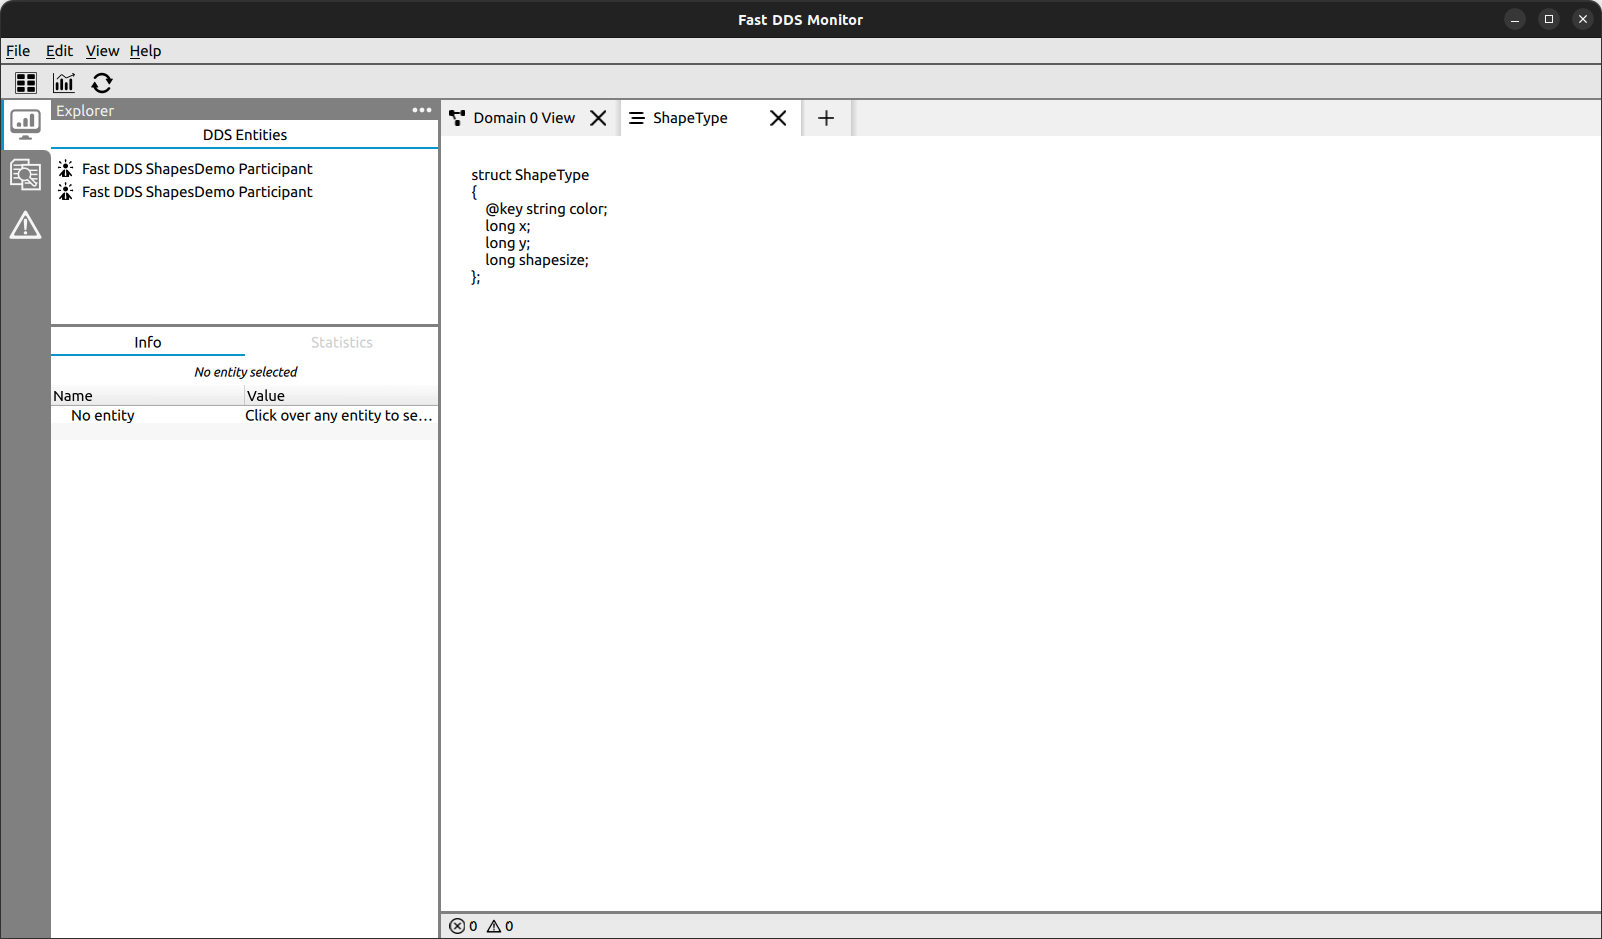 Fast DDS Monitor
File Edit View Help
Explorer
DDS Entities
Fast DDS ShapesDemo Participant
Fast DDS ShapesDemo Participant
Info Statistics
No entity selected
Name Value
No entity Click over any entity to se...
Domain 0 View ShapeType
struct ShapeType
{
@key string color;
long x;
long y;
long shapesize;
};
0 0